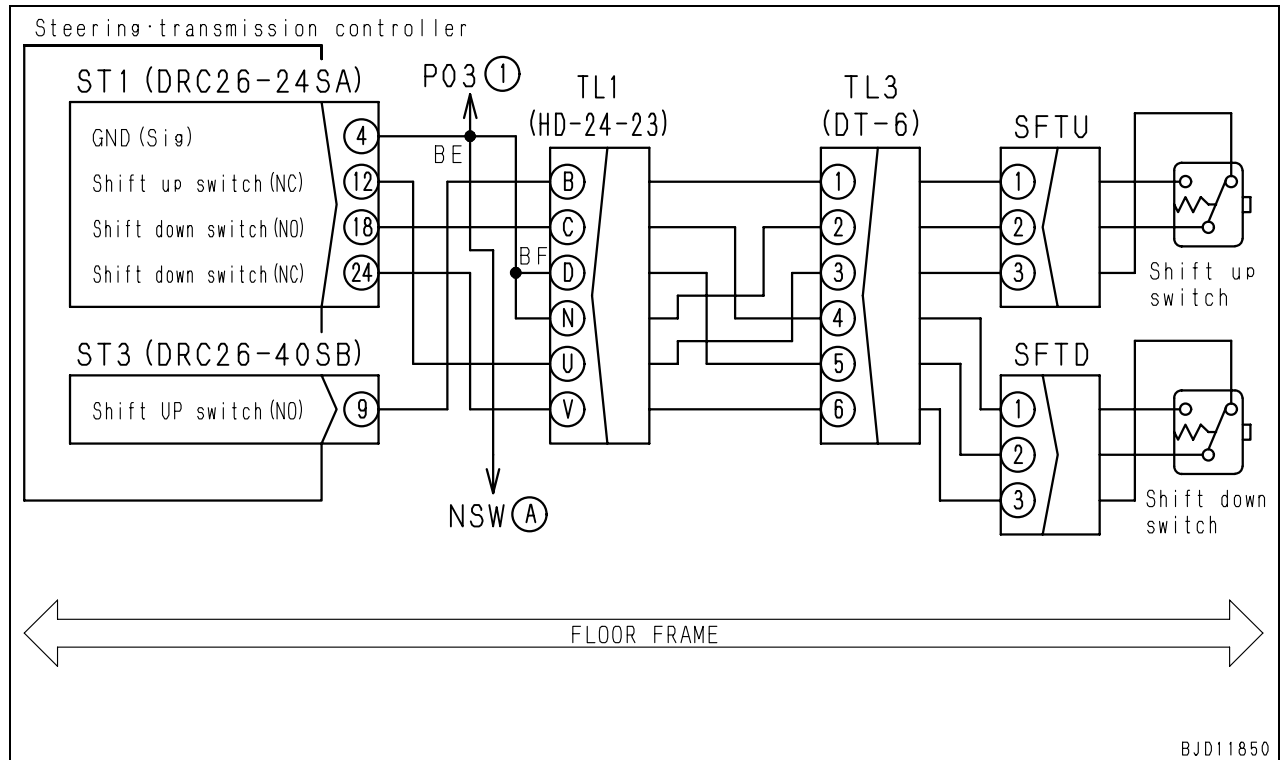 Steering·transmission controller
ST1 (DRC26-24SA)
GND (Sig)
4
Shift up switch (NC)
12
Shift down switch (NO)
18
Shift down switch (NC)
24
ST3 (DRC26-40SB)
Shift UP switch (NO)
9
P03 1
BE
BF
NSW A
TL1
(HD-24-23)
B
C
D
N
U
V
TL3
(DT-6)
1
2
3
4
5
6
SFTU
1
2
3
Shift up
switch
SFTD
1
2
3
Shift down
switch
FLOOR FRAME
BJD11850